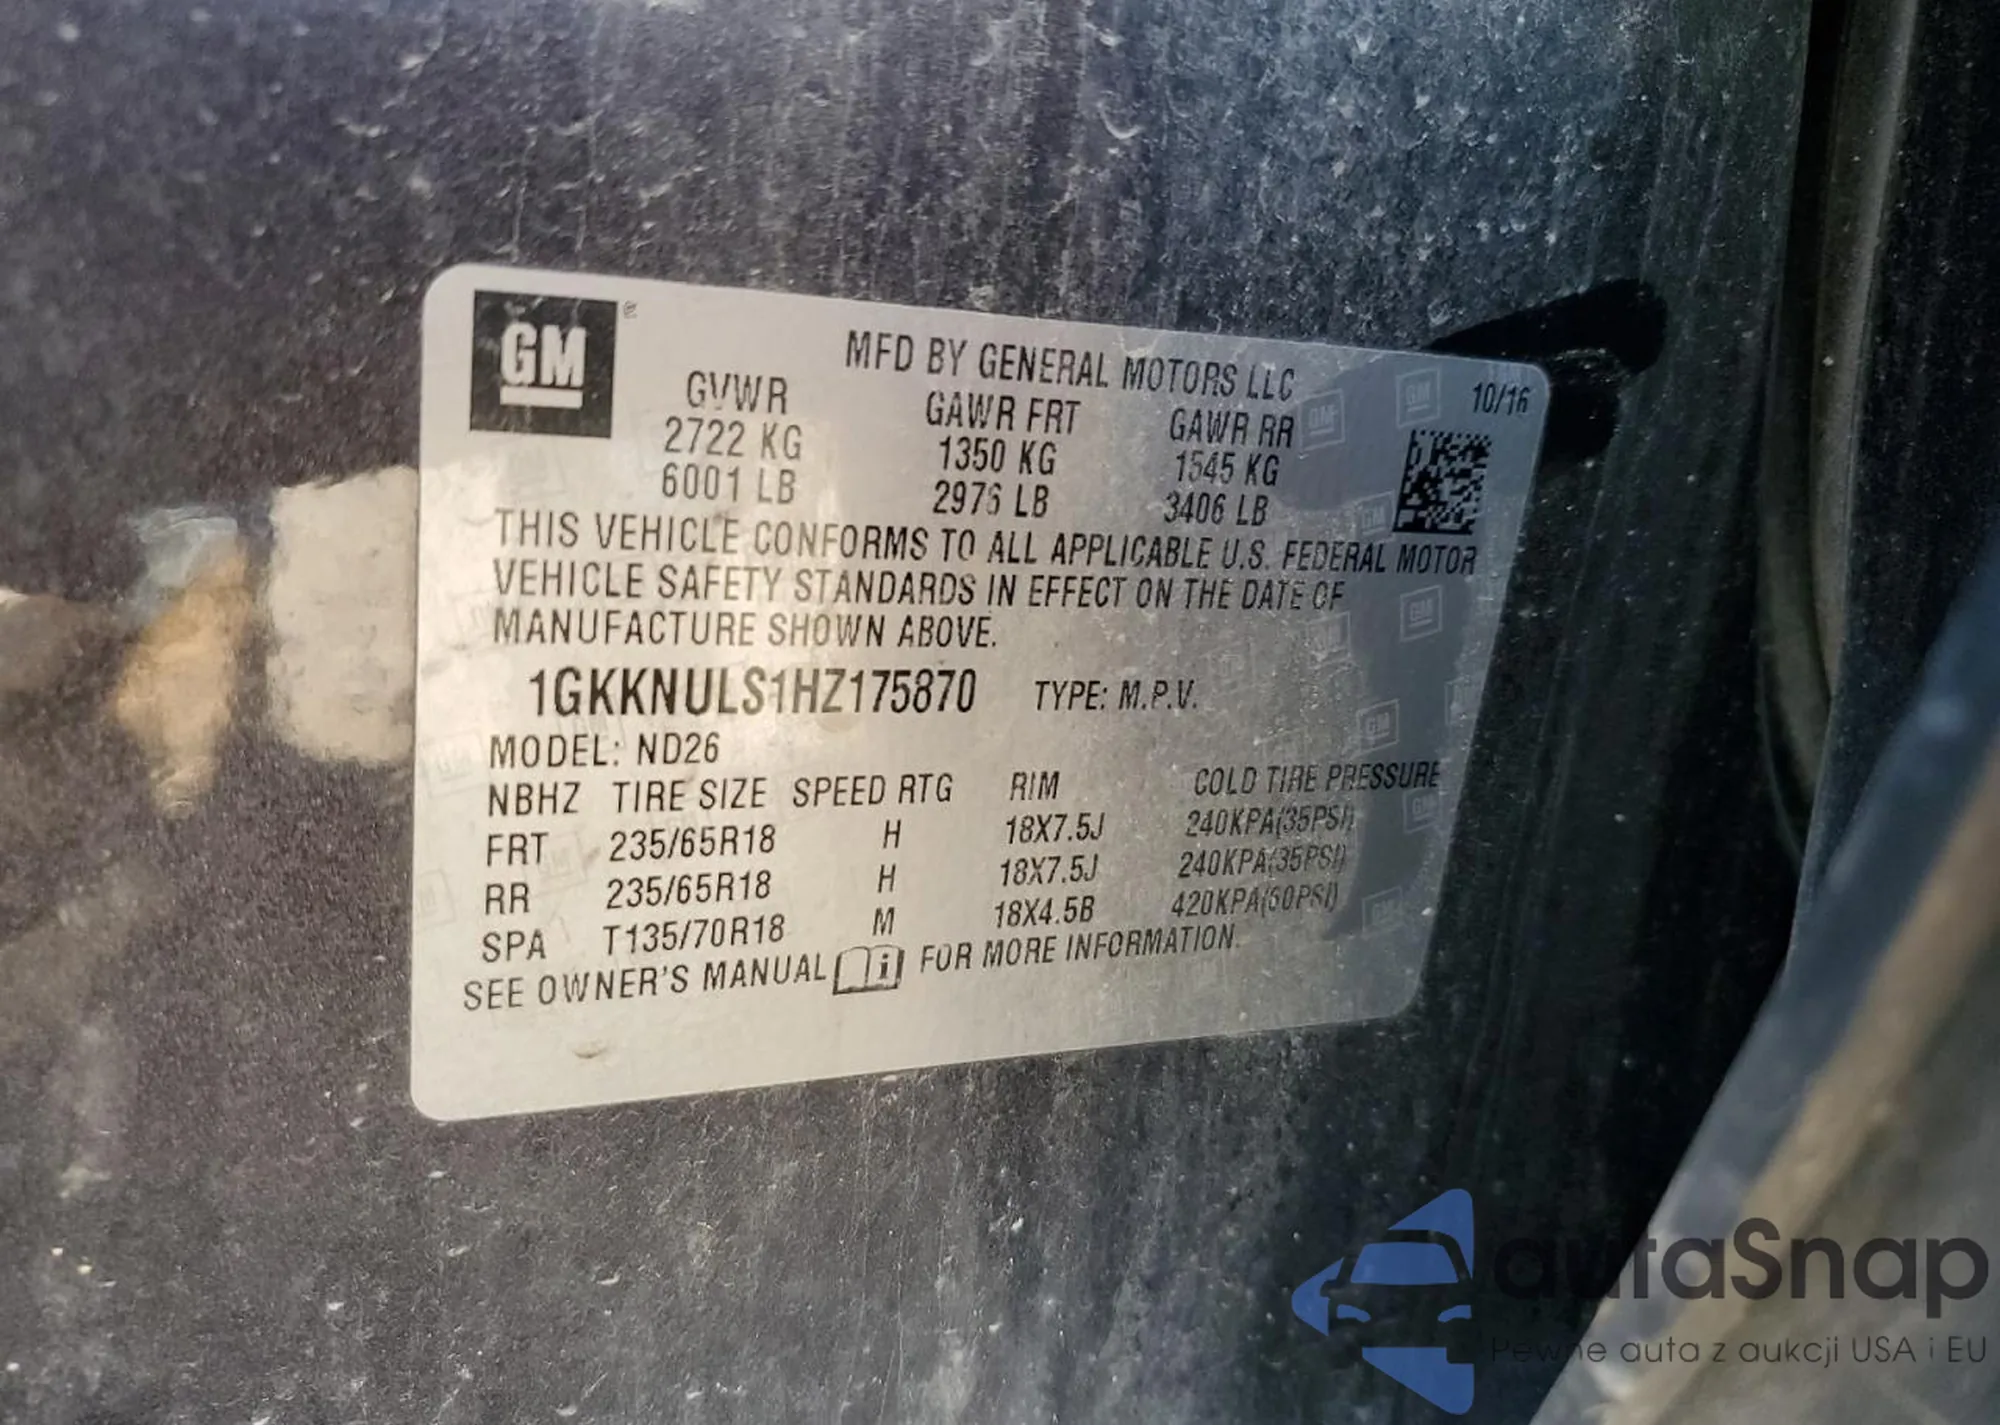 GM
MFD BY GENERAL MOTORS LLC
10/16
GVWR GAWR FRT GAWR RR
2722 KG 1350 KG 1545 KG
6001 LB 2976 LB 3406 LB
THIS VEHICLE CONFORMS TO ALL APPLICABLE U.S. FEDERAL MOTOR
VEHICLE SAFETY STANDARDS IN EFFECT ON THE DATE OF
MANUFACTURE SHOWN ABOVE.
1GKKNULS1HZ175870 TYPE: M.P.V.
MODEL: ND26
NBHZ TIRE SIZE SPEED RTG RIM COLD TIRE PRESSURE
FRT 235/65R18 H 18X7.5J 240KPA(35PSI)
RR 235/65R18 H 18X7.5J 240KPA(35PSI)
SPA T135/70R18 M 18X4.5B 420KPA(60PSI)
SEE OWNER'S MANUAL i FOR MORE INFORMATION.
autaSnap
Pewne auta z aukcji USA i EU